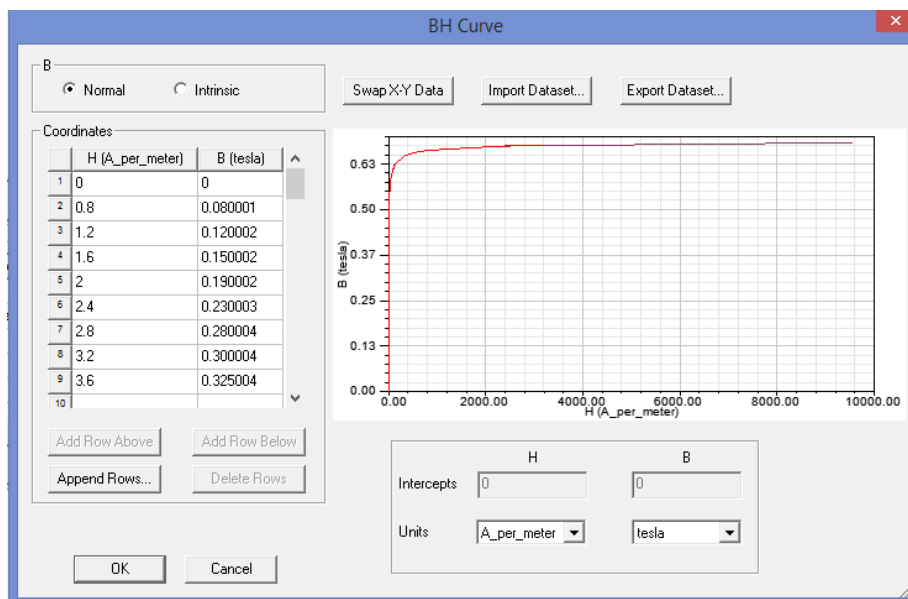 BH Curve
B
Normal Intrinsic
Swap X-Y Data Import Dataset... Export Dataset...
Coordinates
H (A_per_meter) B (tesla)
1 0 0
2 0.8 0.080001
3 1.2 0.120002
4 1.6 0.150002
5 2 0.190002
6 2.4 0.230003
7 2.8 0.280004
8 3.2 0.300004
9 3.6 0.325004
10
Add Row Above Add Row Below
Append Rows... Delete Rows
OK Cancel
B (tesla)
0.63
0.50
0.37
0.25
0.13
0.00
0.00 2000.00 4000.00 6000.00 8000.00 10000.00
H (A_per_meter)
H B
Intercepts 0 0
Units A_per_meter tesla